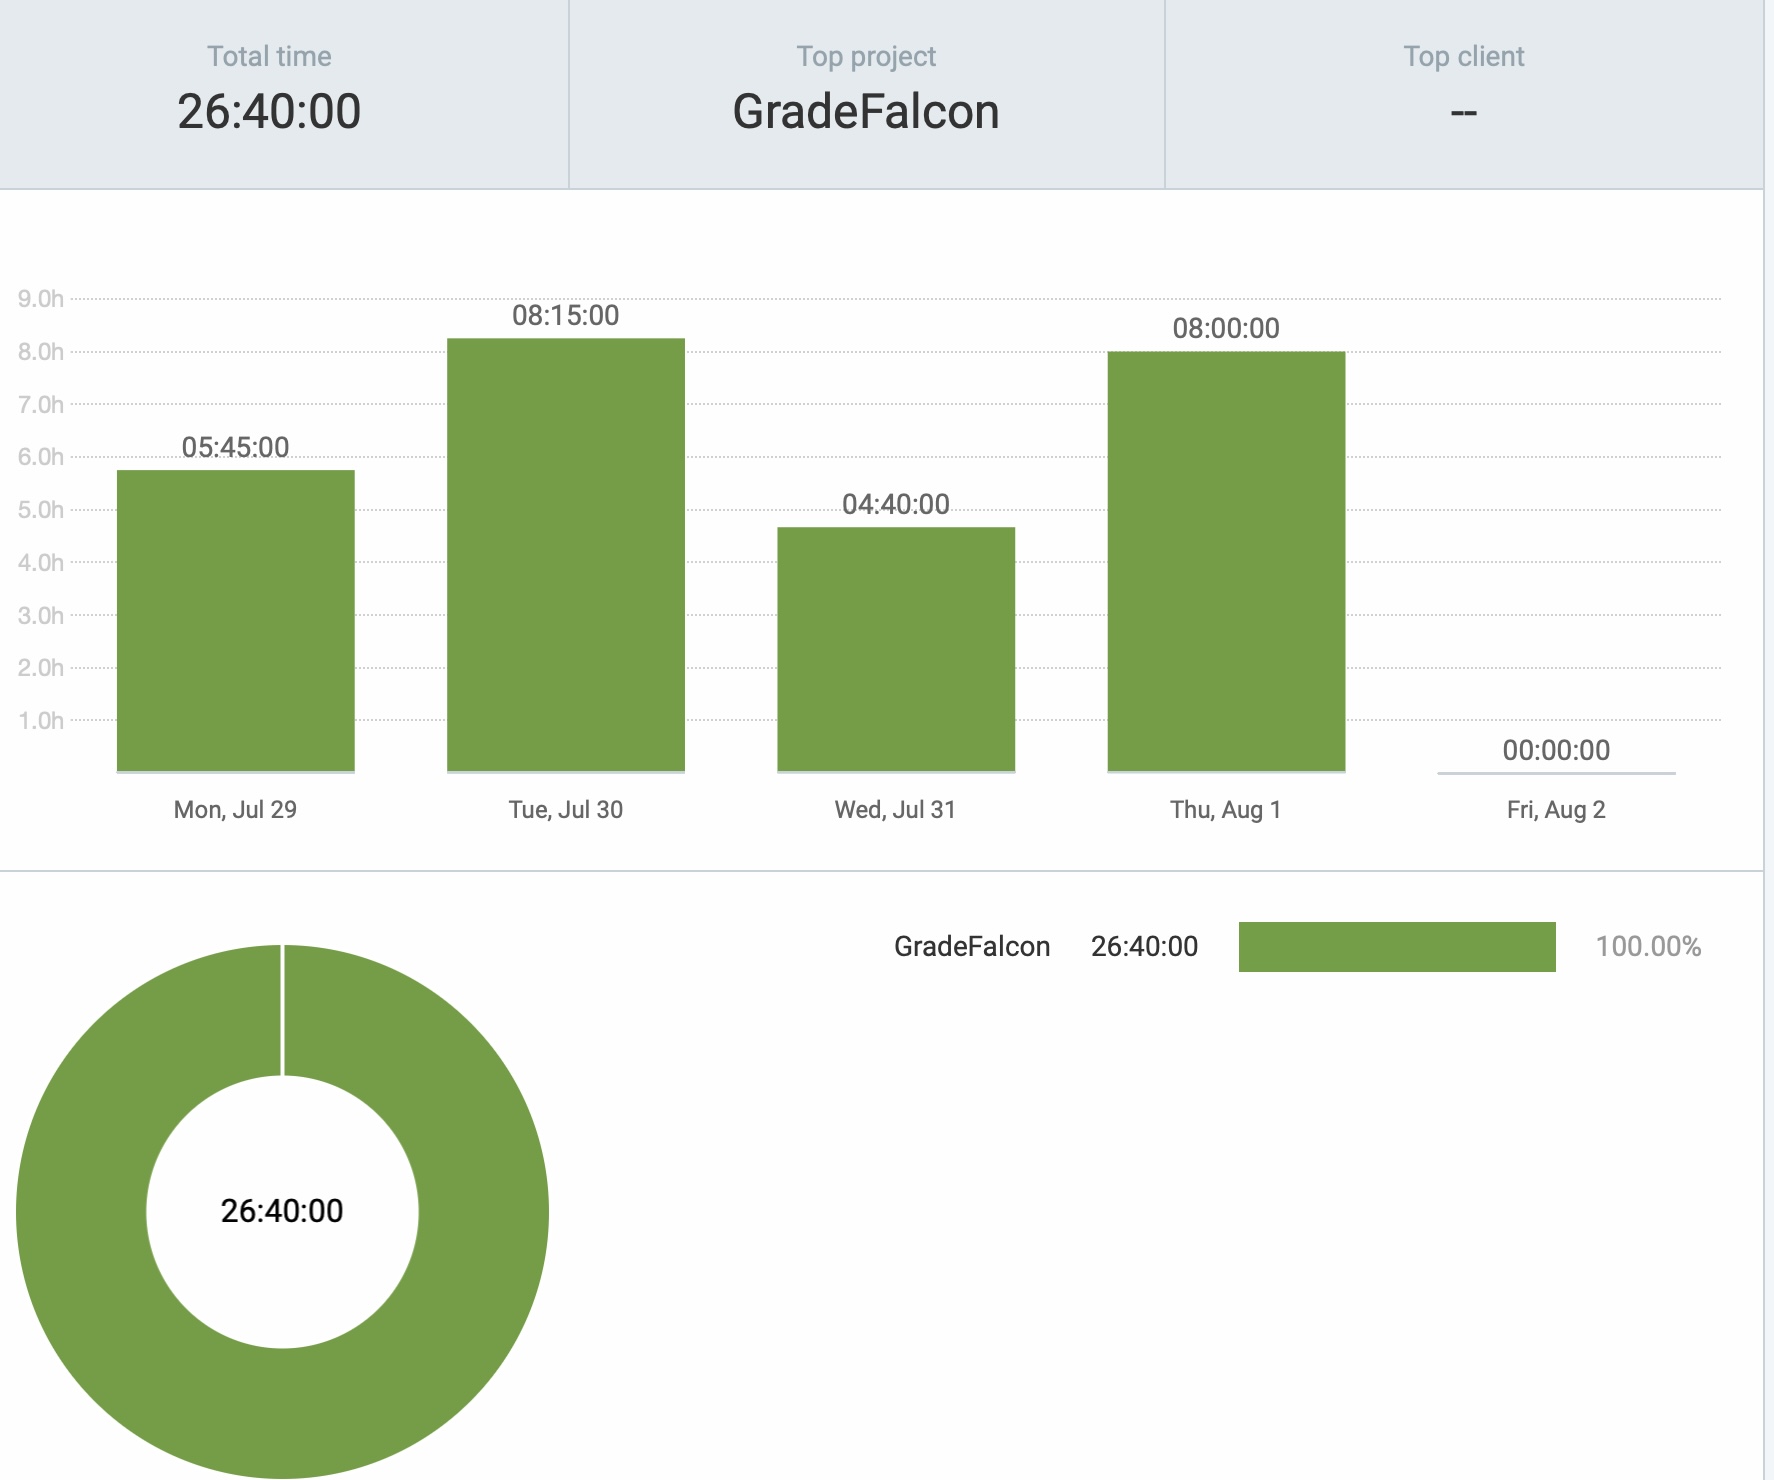 Total time
26:40:00
Top project
GradeFalcon
Top client
--
9.0h
8.0h
7.0h
6.0h
5.0h
4.0h
3.0h
2.0h
1.0h
05:45:00
08:15:00
04:40:00
08:00:00
00:00:00
Mon, Jul 29
Tue, Jul 30
Wed, Jul 31
Thu, Aug 1
Fri, Aug 2
GradeFalcon 26:40:00 100.00%
26:40:00